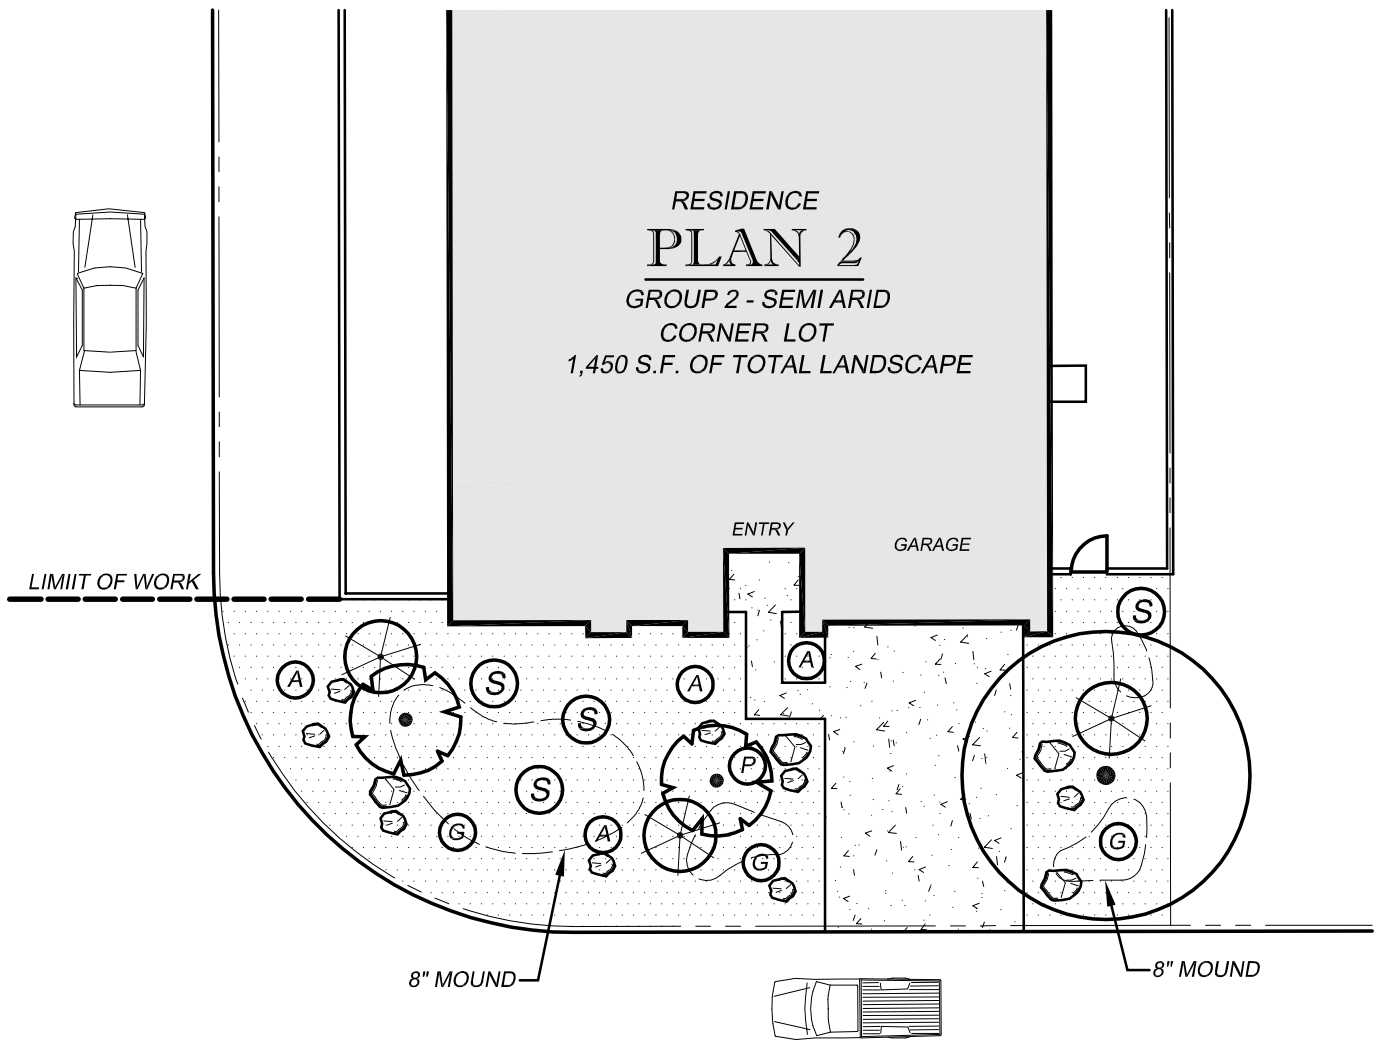 RESIDENCE
PLAN 2
GROUP 2 - SEMI ARID
CORNER LOT
1,450 S.F. OF TOTAL LANDSCAPE
ENTRY
GARAGE
LIMIIT OF WORK
S
A
A
S
A
S
P
S
G
A
G
G
8" MOUND
8" MOUND